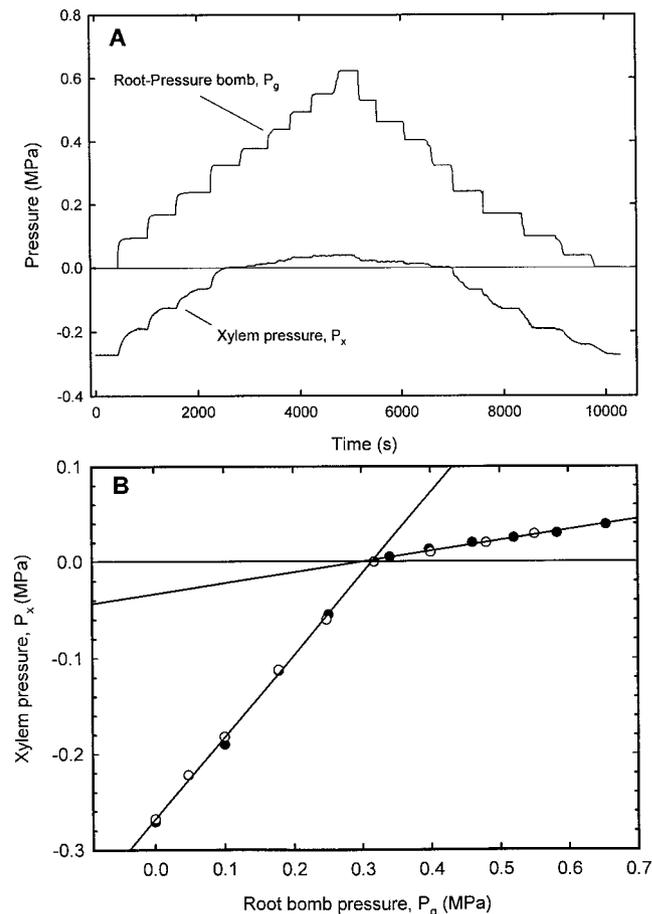 A
0.8
0.6
0.4
0.2
0.0
-0.2
-0.4
Pressure (MPa)
Root-Pressure bomb, Pg
Xylem pressure, Px
0 2000 4000 6000 8000 10000
Time (s)
B
0.1
0.0
-0.1
-0.2
-0.3
Xylem pressure, Px (MPa)
0.0 0.1 0.2 0.3 0.4 0.5 0.6 0.7
Root bomb pressure, Pg (MPa)